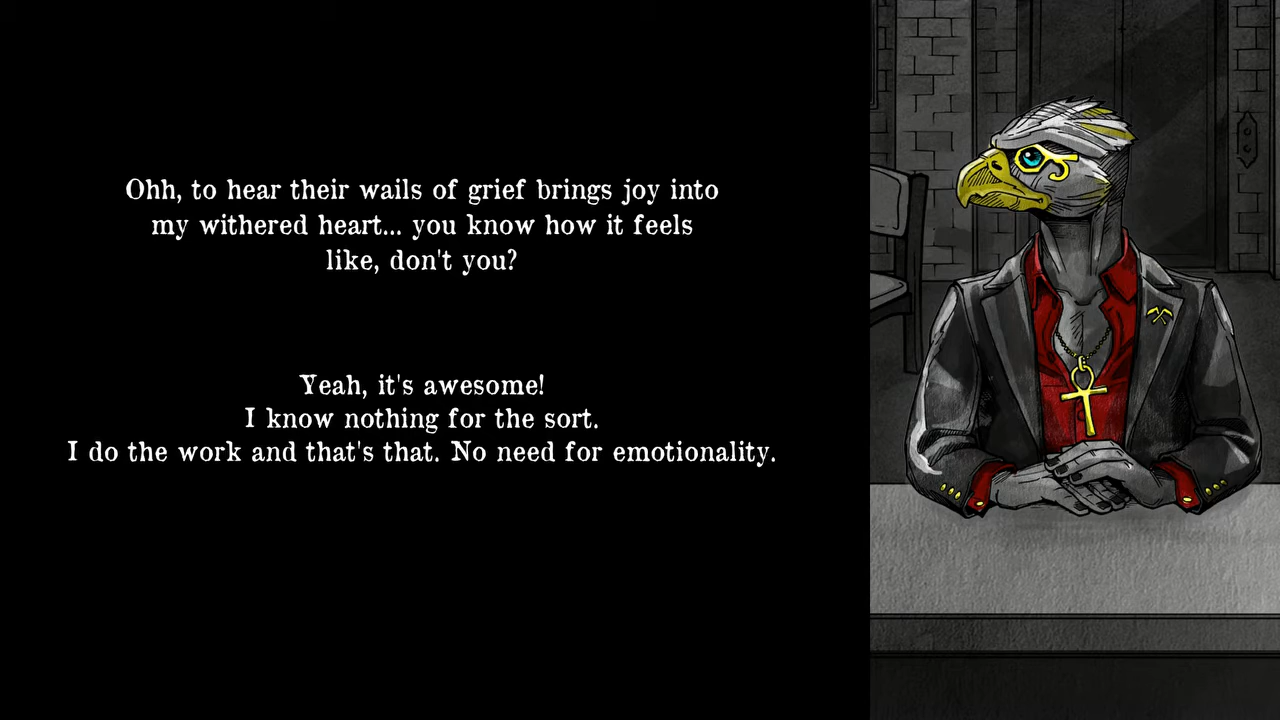 Ohh, to hear their wails of grief brings joy into
my withered heart... you know how it feels
like, don't you?
Yeah, it's awesome!
I know nothing for the sort.
I do the work and that's that. No need for emotionality.